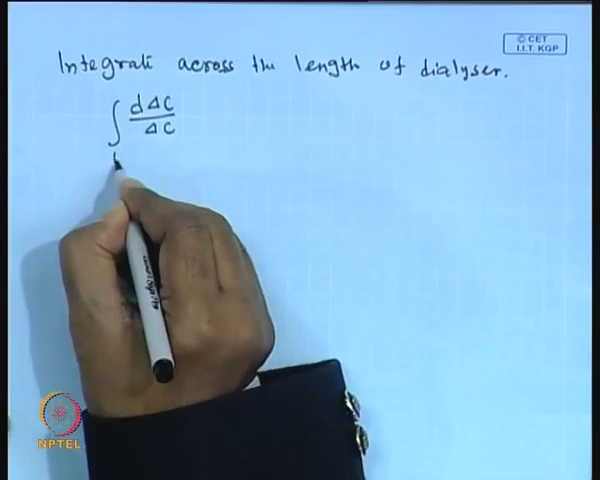 © CET
I.I.T. KGP
Integrate across the length of dialyser.
∫ dΔC / ΔC
NPTEL